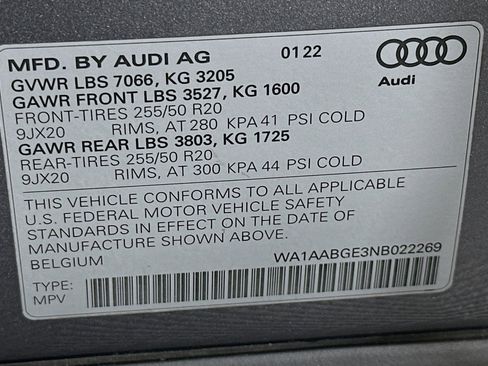 MFD. BY AUDI AG 01 22
GVWR LBS 7066, KG 3205
GAWR FRONT LBS 3527, KG 1600
FRONT-TIRES 255/50 R20
9JX20 RIMS, AT 280 KPA 41 PSI COLD
GAWR REAR LBS 3803, KG 1725
REAR-TIRES 255/50 R20
9JX20 RIMS, AT 300 KPA 44 PSI COLD
Audi
THIS VEHICLE CONFORMS TO ALL APPLICABLE
U.S. FEDERAL MOTOR VEHICLE SAFETY
STANDARDS IN EFFECT ON THE DATE OF
MANUFACTURE SHOWN ABOVE.
BELGIUM WA1AABGE3NB022269
TYPE:
MPV